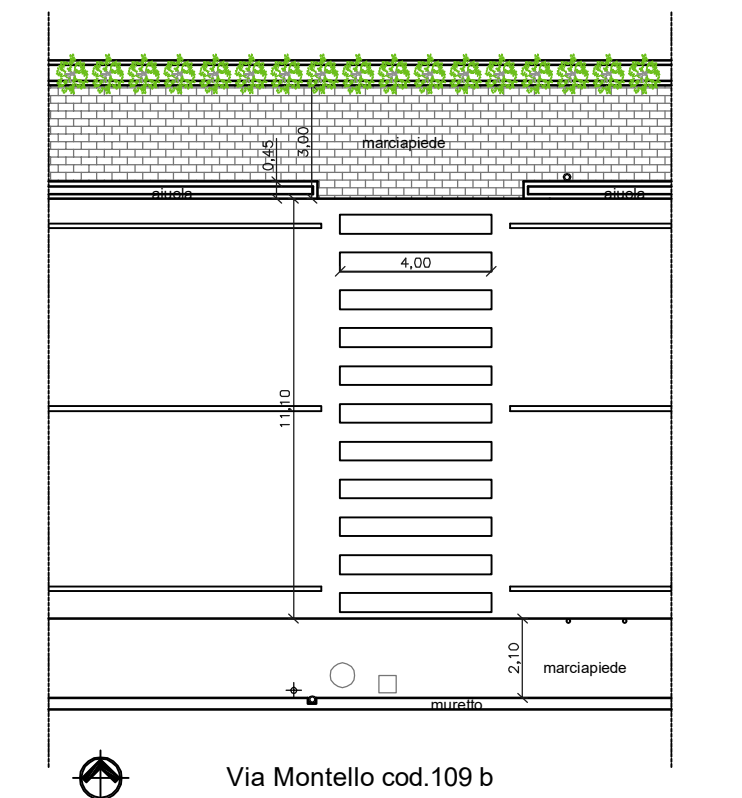 marciapiede
3,00
0,45
aiuola
aiuola
4,00
11,10
2,10
marciapiede
muretto
Via Montello cod.109 b